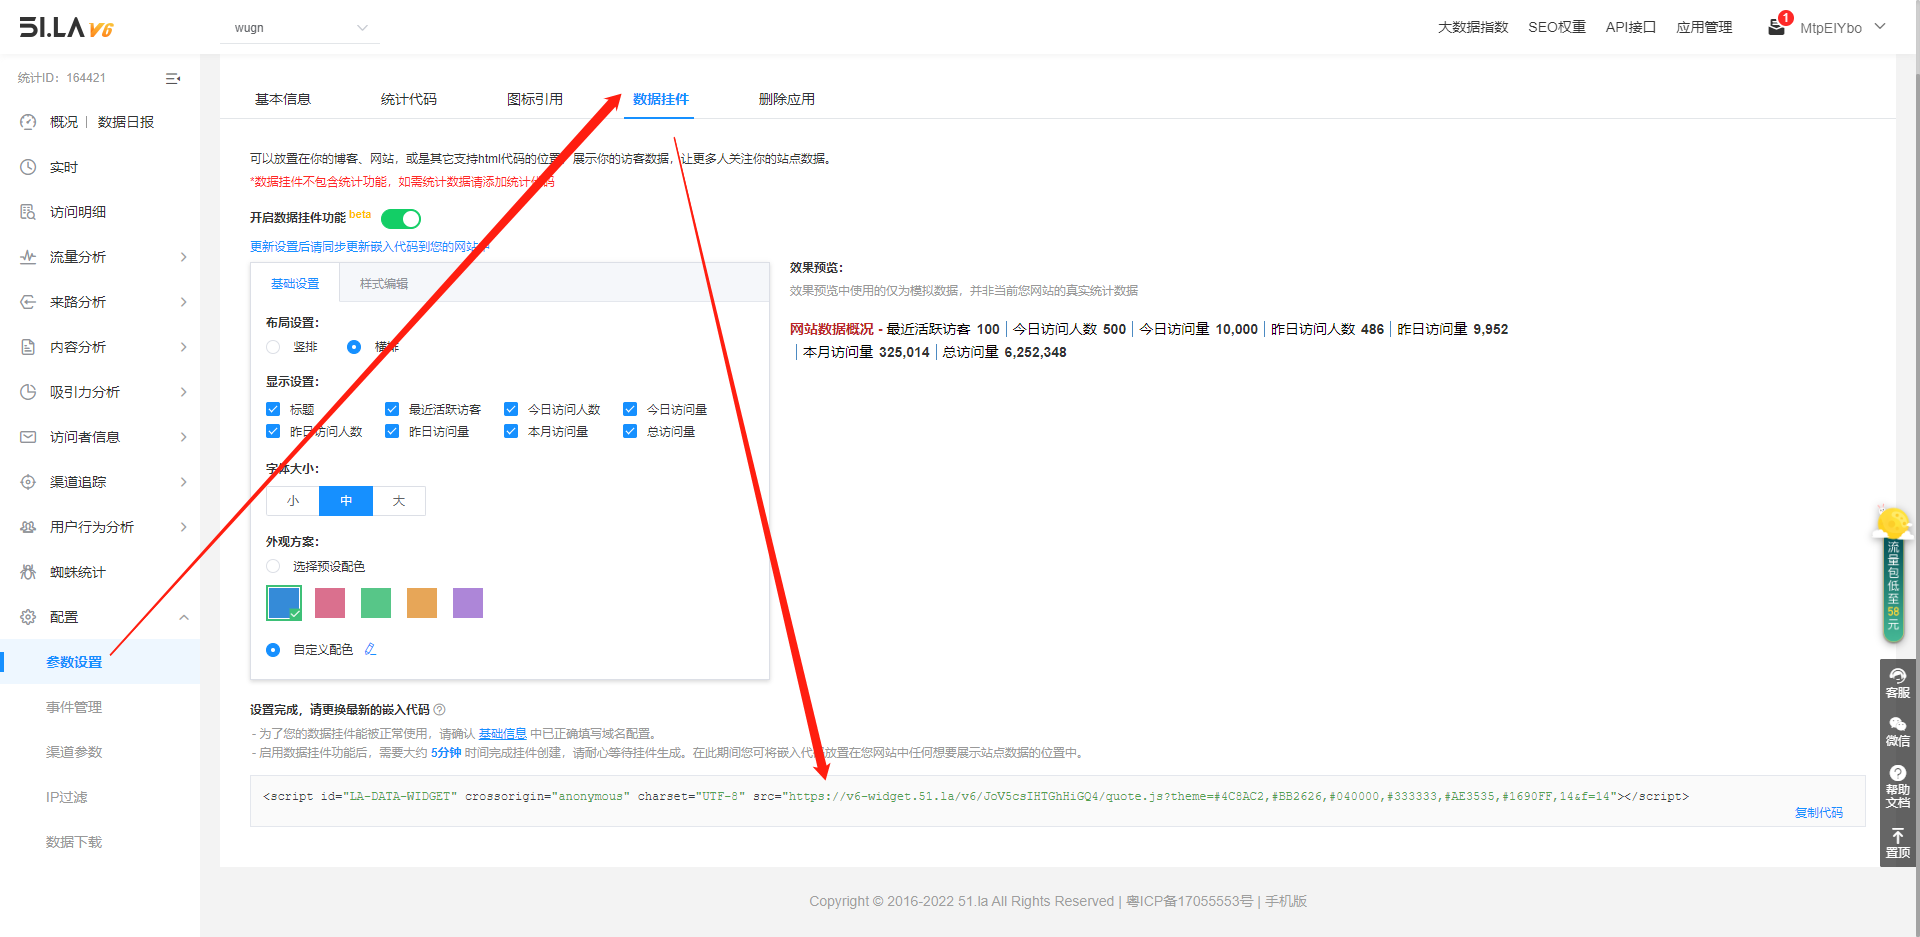 51.LA V6
wugn
大数据指数 SEO权重 API接口 应用管理 1 MtpEIYbo
统计ID：164421
概况 | 数据日报
实时
访问明细
流量分析
来路分析
内容分析
吸引力分析
访问者信息
渠道追踪
用户行为分析
蜘蛛统计
配置
参数设置
事件管理
渠道参数
IP过滤
数据下载
基本信息 统计代码 图标引用 数据挂件 删除应用
可以放置在你的博客、网站，或是其它支持html代码的位置，展示你的访客数据，让更多人关注你的站点数据。
*数据挂件不包含统计功能，如需统计数据请添加统计代码
开启数据挂件功能 beta
更新设置后请同步更新嵌入代码到您的网站
基础设置 样式编辑
布局设置：
竖排 横排
显示设置：
标题 最近活跃访客 今日访问人数 今日访问量
昨日访问人数 昨日访问量 本月访问量 总访问量
字体大小：
小 中 大
外观方案：
选择预设配色
自定义配色
效果预览：
效果预览中使用的仅为模拟数据，并非当前您网站的真实统计数据
网站数据概况 - 最近活跃访客 100 | 今日访问人数 500 | 今日访问量 10,000 | 昨日访问人数 486 | 昨日访问量 9,952
| 本月访问量 325,014 | 总访问量 6,252,348
设置完成，请更换最新的嵌入代码
- 为了您的数据挂件能被正常使用，请确认 基础信息 中已正确填写域名配置。
- 启用数据挂件功能后，需要大约 5分钟 时间完成挂件创建，请耐心等待挂件生成。在此期间您可将嵌入代码放置在您网站中任何想要展示站点数据的位置中。
<script id="LA-DATA-WIDGET" crossorigin="anonymous" charset="UTF-8" src="https://v6-widget.51.la/v6/JoV5csIHTGhHiGQ4/quote.js?theme=#4C8AC2,#BB2626,#040000,#333333,#AE3535,#1690FF,14&f=14"></script>
复制代码
流量包低至58元
客服
微信
帮助
文档
置顶
Copyright © 2016-2022 51.la All Rights Reserved | 粤ICP备17055553号 | 手机版